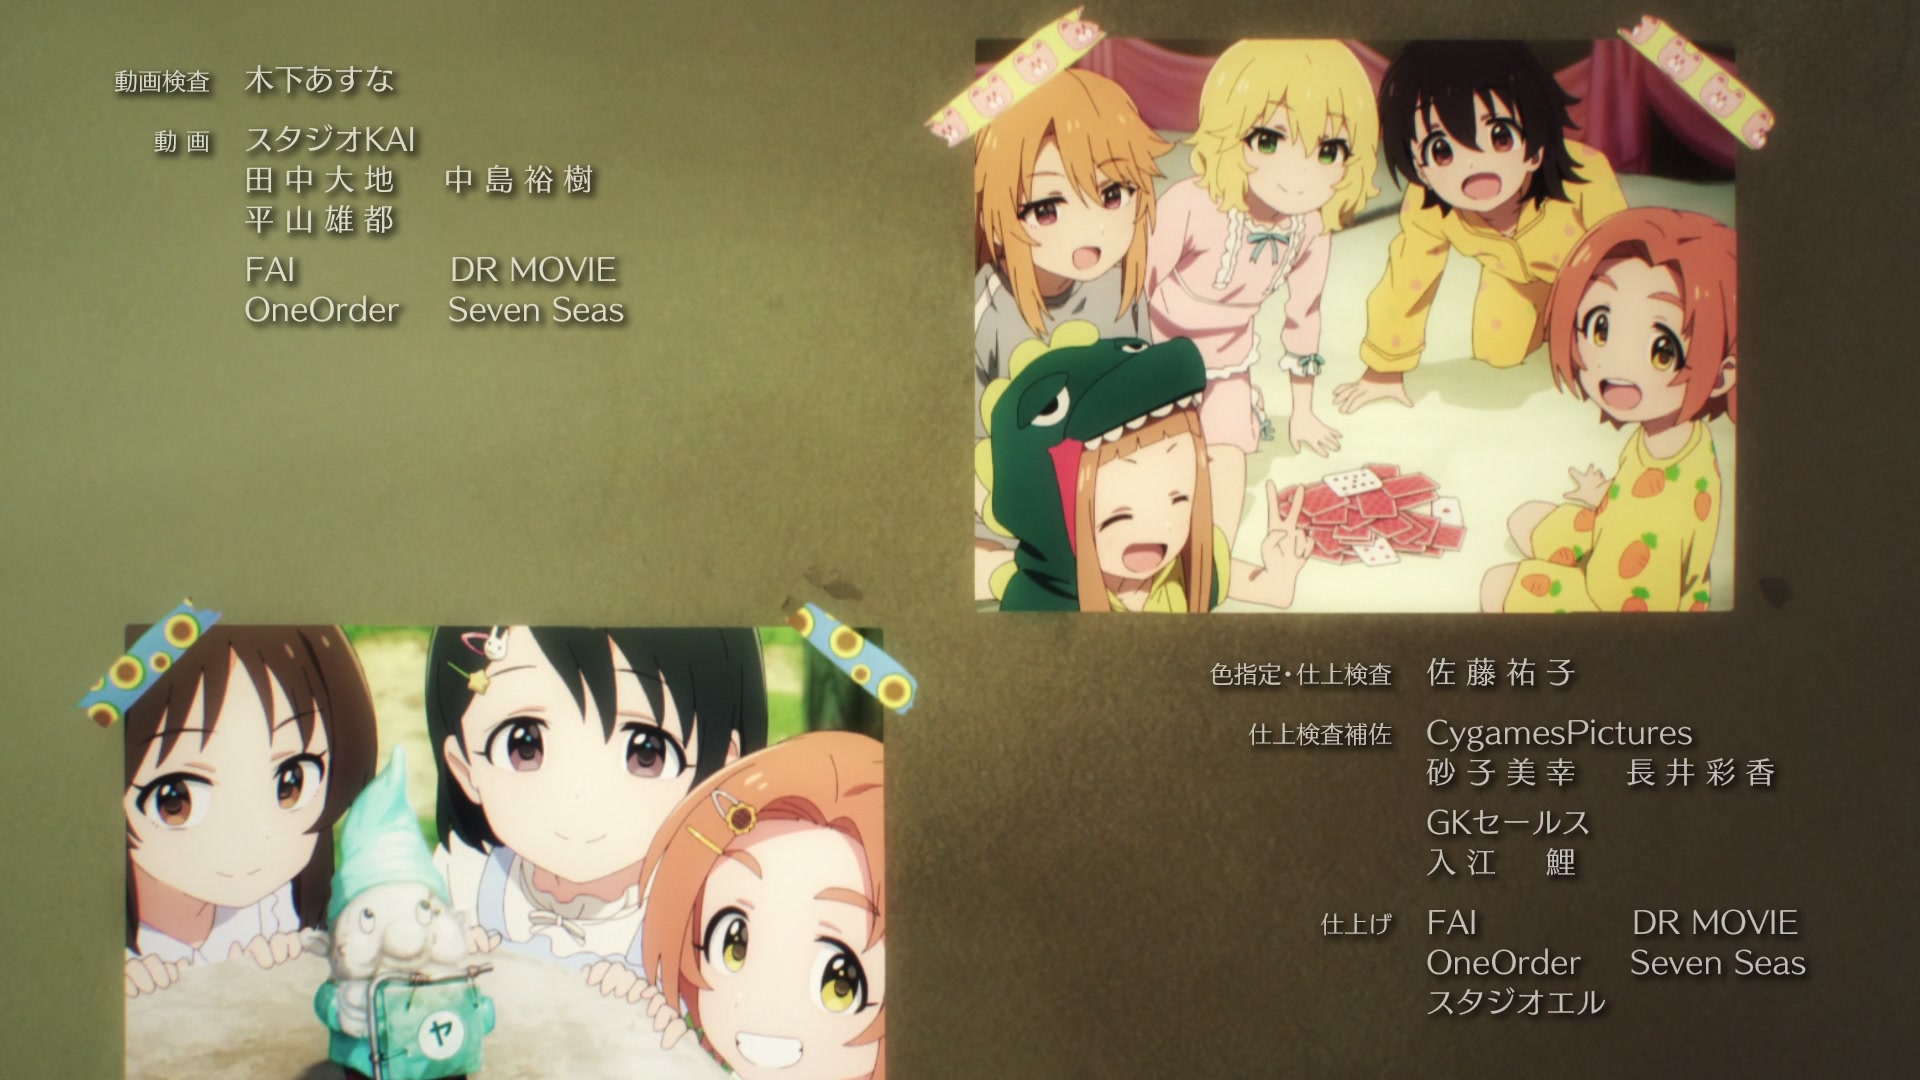 動画検査 木下あすな
動画 スタジオKAI
田中大地 中島裕樹
平山雄都
FAI DR MOVIE
OneOrder Seven Seas
色指定・仕上検査 佐藤祐子
仕上検査補佐 CygamesPictures
砂子美幸 長井彩香
GKセールス
入江 鯉
仕上げ FAI DR MOVIE
OneOrder Seven Seas
スタジオエル
ヤ